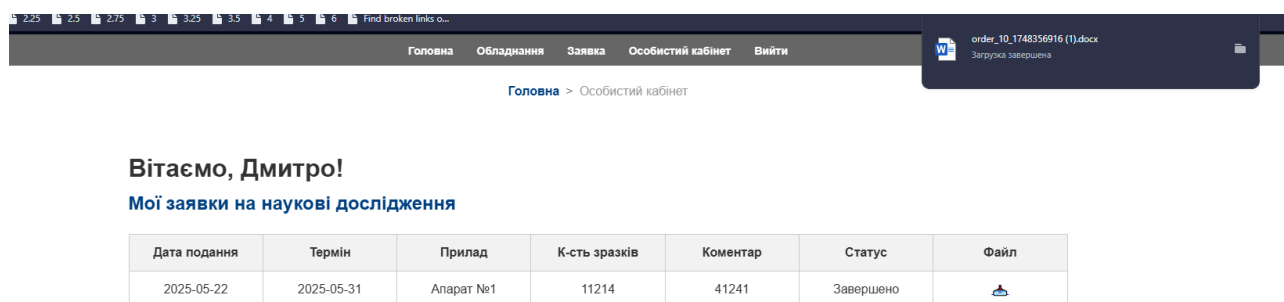 2.25 2.5 2.75 3 3.25 3.5 4 5 6 Find broken links o...
order_10_1748356916 (1).docx
Загрузка завершена
Головна Обладнання Заявка Особистий кабінет Вийти
Головна > Особистий кабінет
Вітаємо, Дмитро!
Мої заявки на наукові дослідження
Дата подання Термін Прилад К-сть зразків Коментар Статус Файл
2025-05-22 2025-05-31 Апарат №1 11214 41241 Завершено